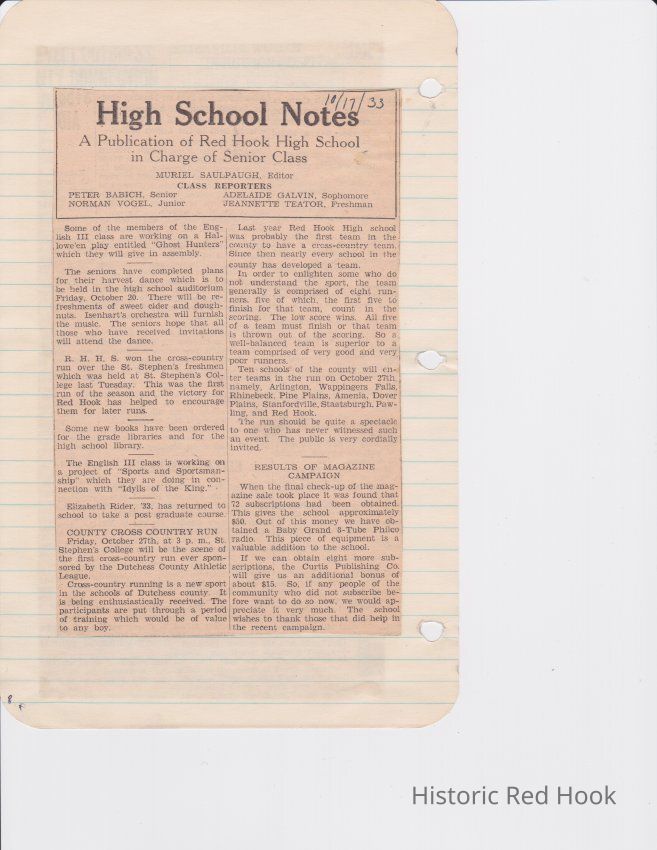 10/17/33
High School Notes
A Publication of Red Hook High School
in Charge of Senior Class
MURIEL SAULPAUGH, Editor
CLASS REPORTERS
PETER BABICH, Senior ADELAIDE GALVIN, Sophomore
NORMAN VOGEL, Junior JEANNETTE TEATOR, Freshman
Some of the members of the Eng-
lish III class are working on a Hal-
lowe'en play entitled "Ghost Hunters"
which they will give in assembly.
The seniors have completed plans
for their harvest dance which is to
be held in the high school auditorium
Friday, October 20. There will be re-
freshments of sweet cider and dough-
nuts. Isenhart's orchestra will furnish
the music. The seniors hope that all
those who have received invitations
will attend the dance.
R. H. H. S. won the cross-country
run over the St. Stephen's freshmen
which was held at St. Stephen's Col-
lege last Tuesday. This was the first
run of the season and the victory for
Red Hook has helped to encourage
them for later runs.
Some new books have been ordered
for the grade libraries and for the
high school library.
The English III class is working on
a project of "Sports and Sportsman-
ship" which they are doing in con-
nection with "Idylls of the King."
Elizabeth Rider, '33, has returned to
school to take a post graduate course.
COUNTY CROSS COUNTRY RUN
Friday, October 27th, at 3 p. m., St.
Stephen's College will be the scene of
the first cross-country run ever spon-
sored by the Dutchess County Athletic
League.
Cross-country running is a new sport
in the schools of Dutchess county. It
is being enthusiastically received. The
participants are put through a period
of training which would be of value
to any boy.
Last year Red Hook High school
was probably the first team in the
county to have a cross-country team.
Since then nearly every school in the
county has developed a team.
In order to enlighten some who do
not understand the sport, the team
generally is comprised of eight run-
ners, five of which, the first five to
finish for that team, count in the
scoring. The low score wins. All five
of a team must finish or that team
is thrown out of the scoring. So a
well-balanced team is superior to a
team comprised of very good and very
poor runners.
Ten schools of the county will en-
ter teams in the run on October 27th,
namely, Arlington, Wappingers Falls,
Rhinebeck, Pine Plains, Amenia, Dover
Plains, Stanfordville, Staatsburgh, Paw-
ling, and Red Hook.
The run should be quite a spectacle
to one who has never witnessed such
an event. The public is very cordially
invited.
RESULTS OF MAGAZINE
CAMPAIGN
When the final check-up of the mag-
azine sale took place it was found that
73 subscriptions had been obtained.
This gives the school approximately
$50. Out of this money we have ob-
tained a Baby Grand 8-Tube Philco
radio. This piece of equipment is a
valuable addition to the school.
If we can obtain eight more sub-
scriptions, the Curtis Publishing Co.
will give us an additional bonus of
about $15. So, if any people of the
community who did not subscribe be-
fore want to do so now, we would ap-
preciate it very much. The school
wishes to thank those that did help in
the recent campaign.
8
Historic Red Hook